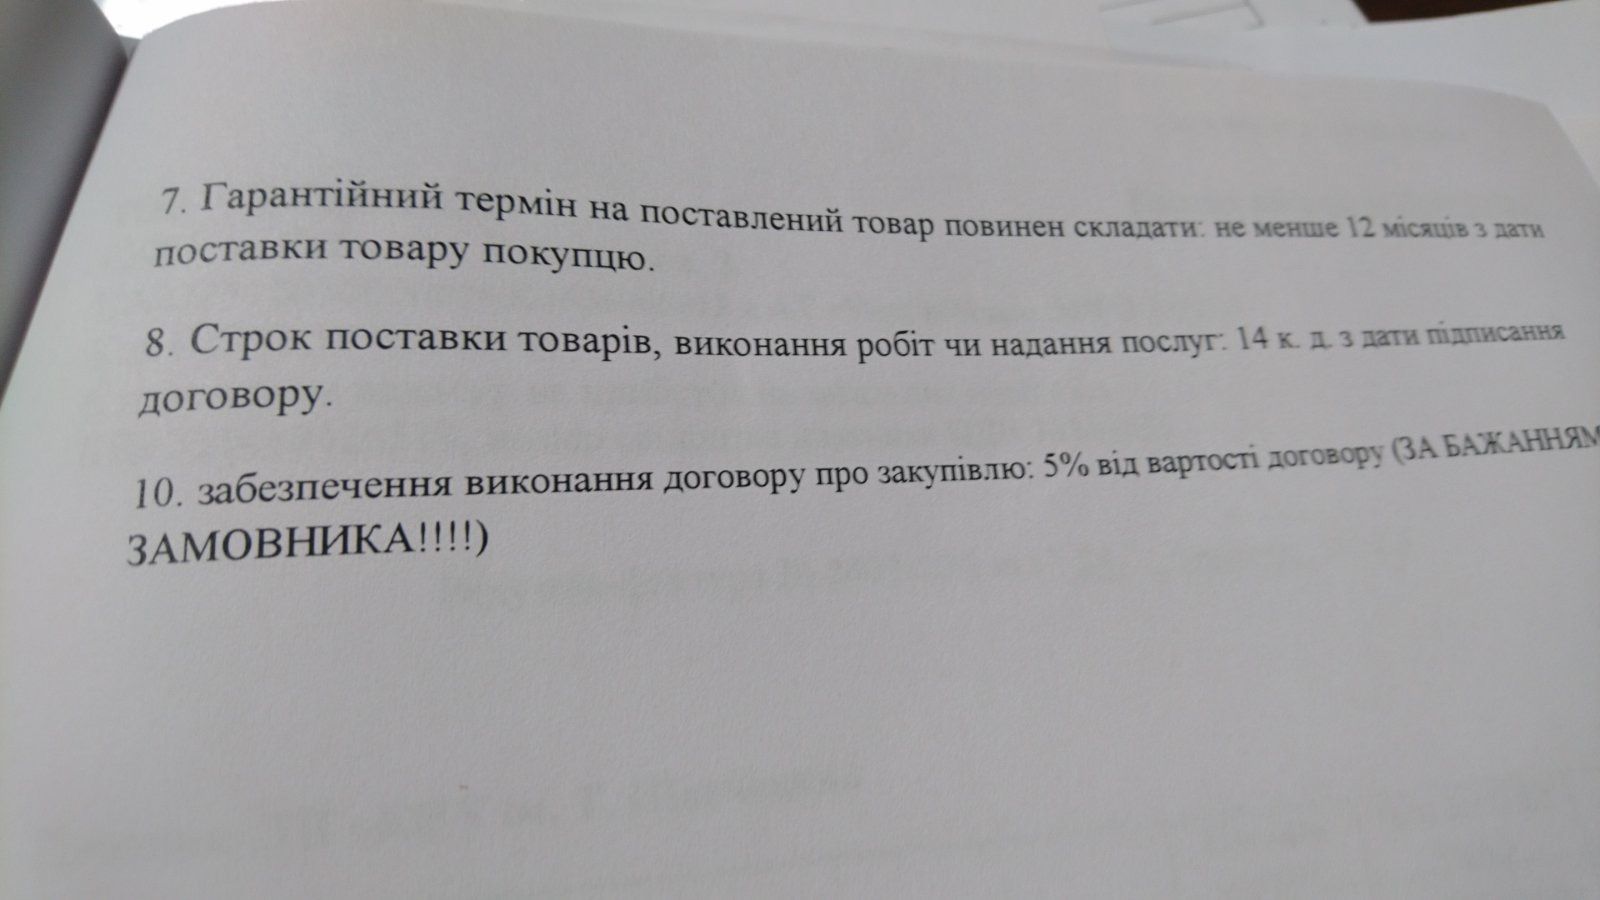 7. Гарантійний термін на поставлений товар повинен складати: не менше 12 місяців з дати
поставки товару покупцю.
8. Строк поставки товарів, виконання робіт чи надання послуг: 14 к. д. з дати підписання
договору.
10. забезпечення виконання договору про закупівлю: 5% від вартості договору (ЗА БАЖАННЯМ
ЗАМОВНИКА!!!!)